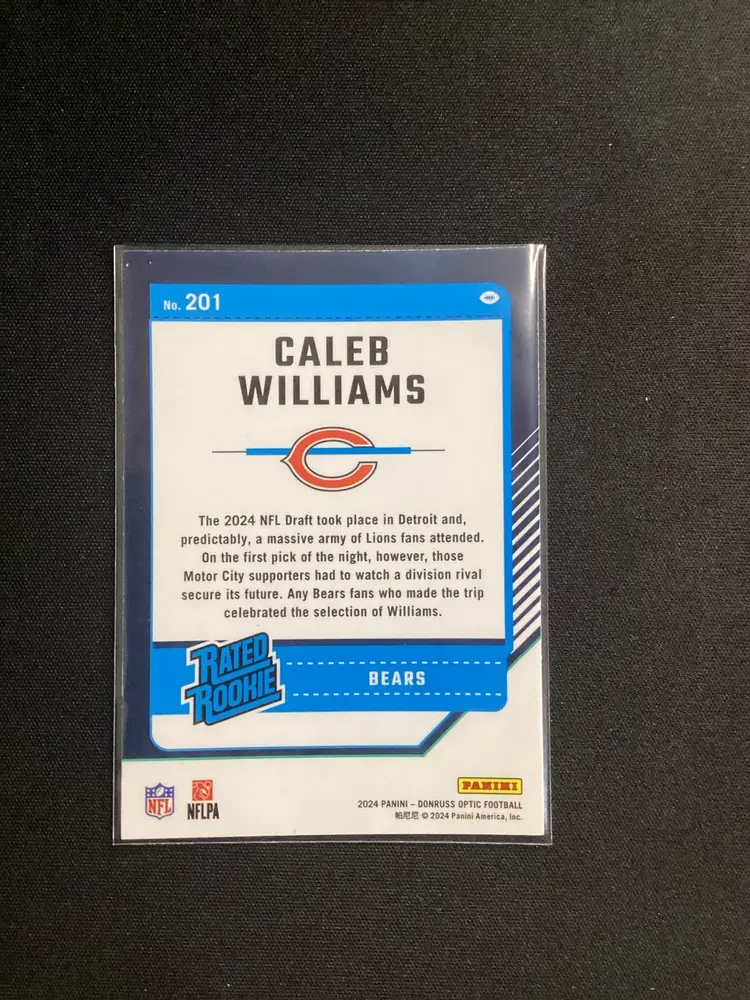 No. 201
CALEB
WILLIAMS
The 2024 NFL Draft took place in Detroit and,
predictably, a massive army of Lions fans attended.
On the first pick of the night, however, those
Motor City supporters had to watch a division rival
secure its future. Any Bears fans who made the trip
celebrated the selection of Williams.
RATED
ROOKIE
BEARS
NFL
NFLPA
PANINI
2024 PANINI – DONRUSS OPTIC FOOTBALL
帕尼尼 © 2024 Panini America, Inc.